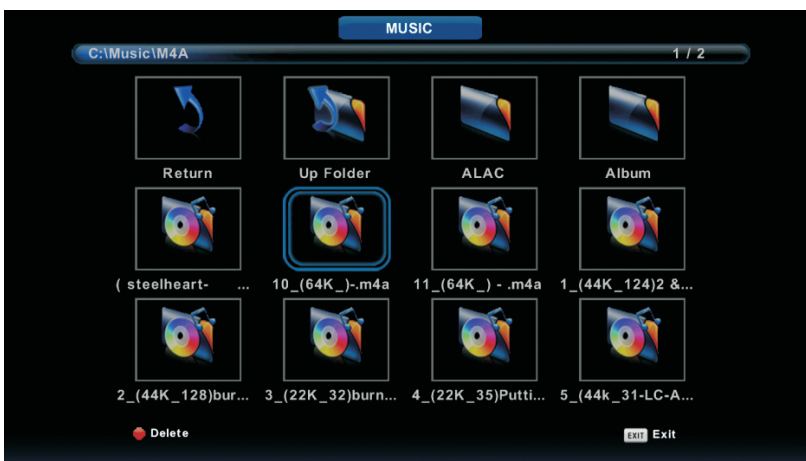 MUSIC
C:\Music\M4A 1 / 2
Return Up Folder ALAC Album
( steelheart- ... 10_(64K_)-.m4a 11_(64K_) - .m4a 1_(44K_124)2 &...
2_(44K_128)bur... 3_(22K_32)burn... 4_(22K_35)Putti... 5_(44k_31-LC-A...
Delete EXIT Exit